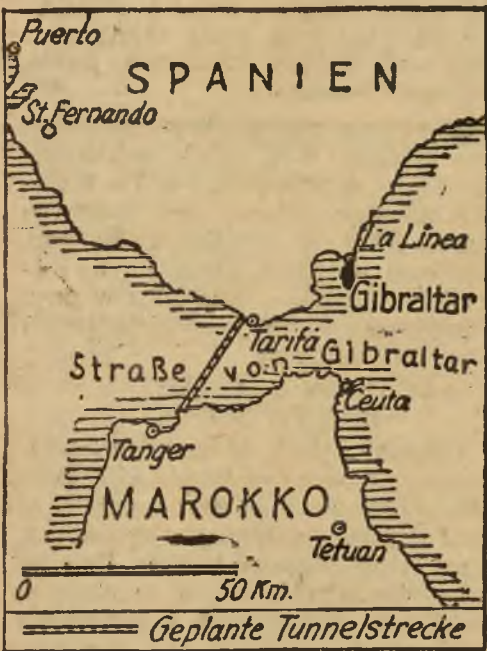 Puerto
SPANIEN
St. Fernando
La Linea
Gibraltar
Tarifa
Straße von Gibraltar
Ceuta
Tanger
MAROKKO
Tetuan
0 50 Km.
Geplante Tunnelstrecke